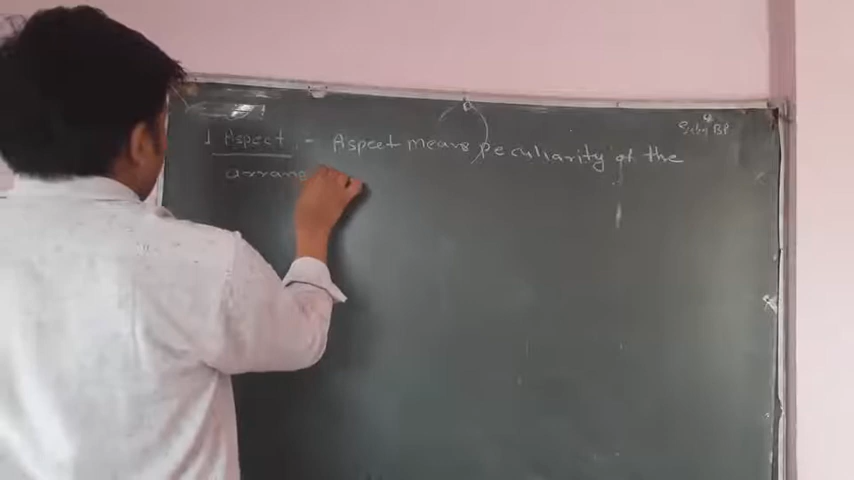 1 Aspect :- Aspect means peculiarity of the
arrang